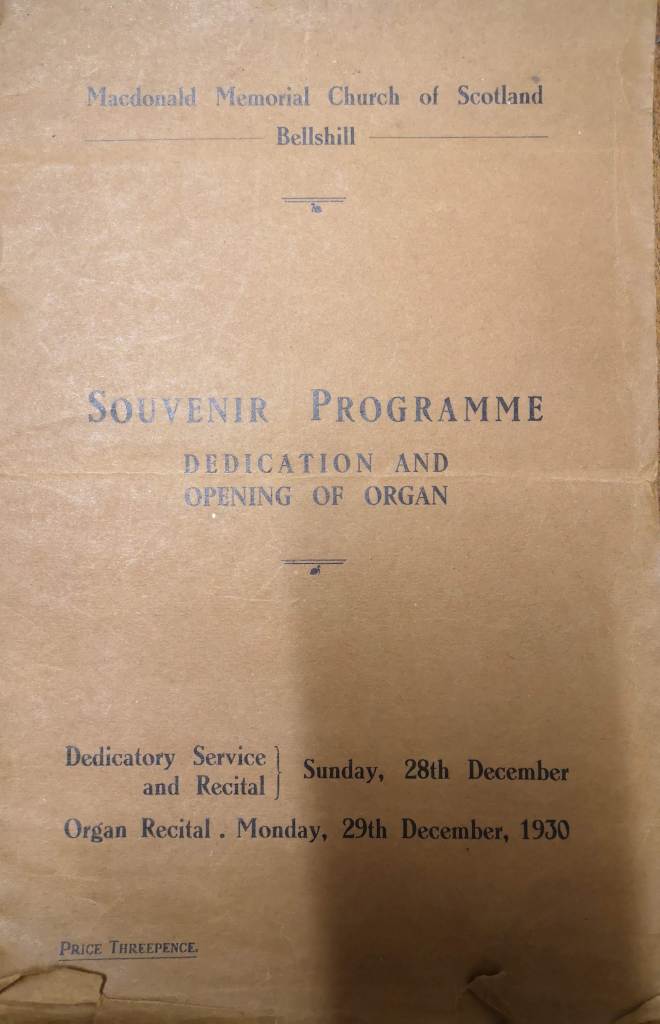 Macdonald Memorial Church of Scotland
Bellshill
SOUVENIR PROGRAMME
DEDICATION AND
OPENING OF ORGAN
Dedicatory Service
and Recital } Sunday, 28th December
Organ Recital . Monday, 29th December, 1930
PRICE THREEPENCE.